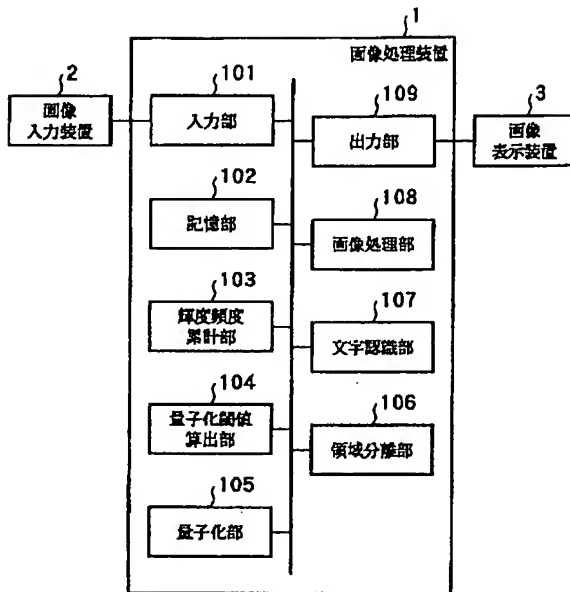 1
画像処理装置
2
画像
入力装置
101
入力部
109
出力部
3
画像
表示装置
102
記憶部
108
画像処理部
103
輝度頻度
累計部
107
文字認識部
104
量子化閾値
算出部
106
領域分離部
105
量子化部